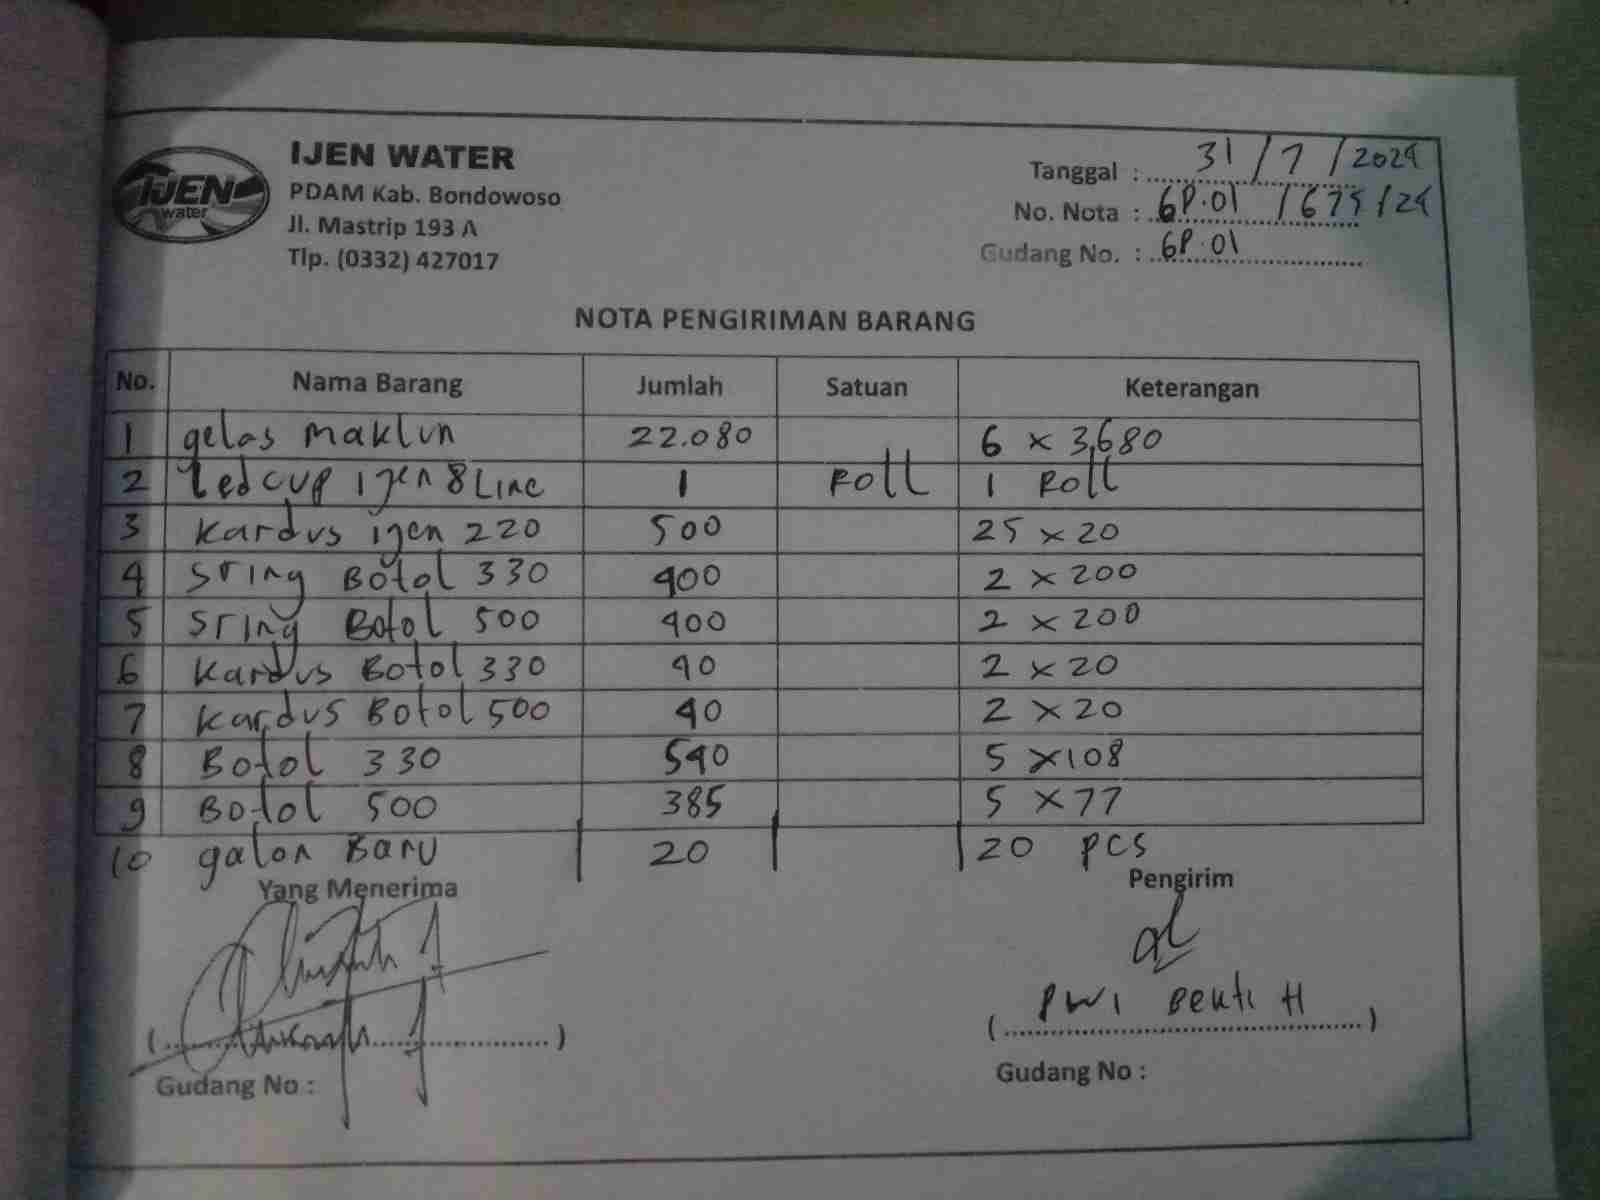 IJEN water
IJEN WATER
PDAM Kab. Bondowoso
Jl. Mastrip 193 A
Tlp. (0332) 427017
Tanggal : 31 / 7 / 2024
No. Nota : GP.01 / 674 / 24
Gudang No. : GP.01
NOTA PENGIRIMAN BARANG
No. Nama Barang Jumlah Satuan Keterangan
1 gelas maklun 22.080 6 x 3,680
2 Led cup ijen 8 Line 1 Roll 1 Roll
3 Kardus ijen 220 500 25 x 20
4 Sring Botol 330 400 2 x 200
5 Sring Botol 500 400 2 x 200
6 Kardus Botol 330 40 2 x 20
7 Kardus Botol 500 40 2 x 20
8 Botol 330 540 5 x 108
9 Botol 500 385 5 x 77
10 galon Baru 20 20 pcs
Yang Menerima Pengirim
PWI H
Gudang No : Gudang No :